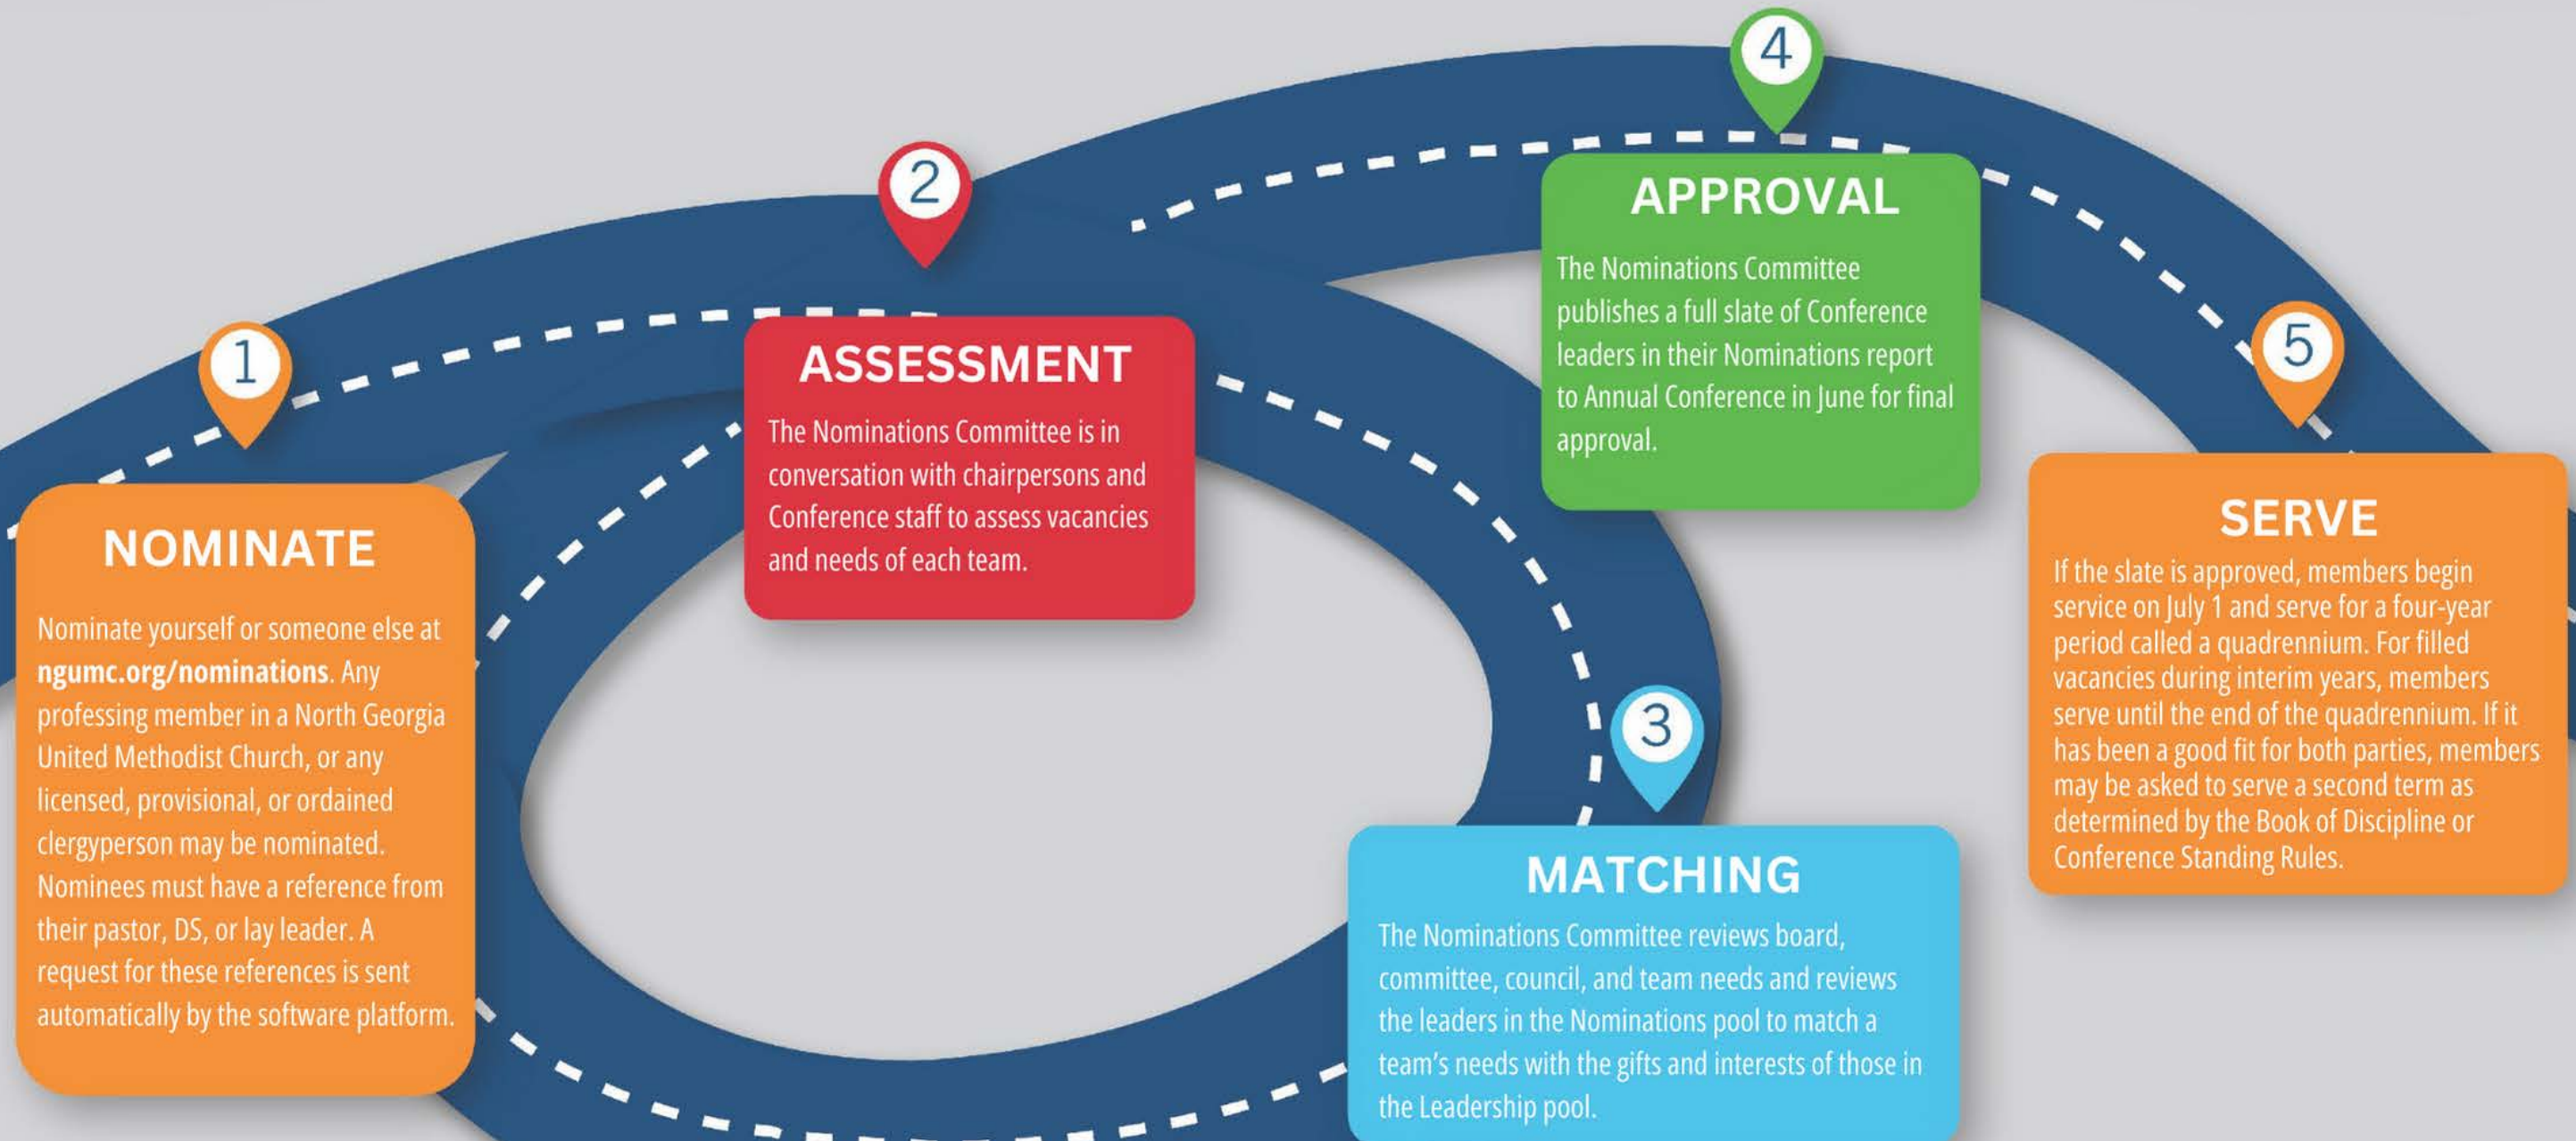 1
NOMINATE
Nominate yourself or someone else at
ngumc.org/nominations. Any
professing member in a North Georgia
United Methodist Church, or any
licensed, provisional, or ordained
clergyperson may be nominated.
Nominees must have a reference from
their pastor, DS, or lay leader. A
request for these references is sent
automatically by the software platform.
2
ASSESSMENT
The Nominations Committee is in
conversation with chairpersons and
Conference staff to assess vacancies
and needs of each team.
3
MATCHING
The Nominations Committee reviews board,
committee, council, and team needs and reviews
the leaders in the Nominations pool to match a
team's needs with the gifts and interests of those in
the Leadership pool.
4
APPROVAL
The Nominations Committee
publishes a full slate of Conference
leaders in their Nominations report
to Annual Conference in June for final
approval.
5
SERVE
If the slate is approved, members begin
service on July 1 and serve for a four-year
period called a quadrennium. For filled
vacancies during interim years, members
serve until the end of the quadrennium. If it
has been a good fit for both parties, members
may be asked to serve a second term as
determined by the Book of Discipline or
Conference Standing Rules.